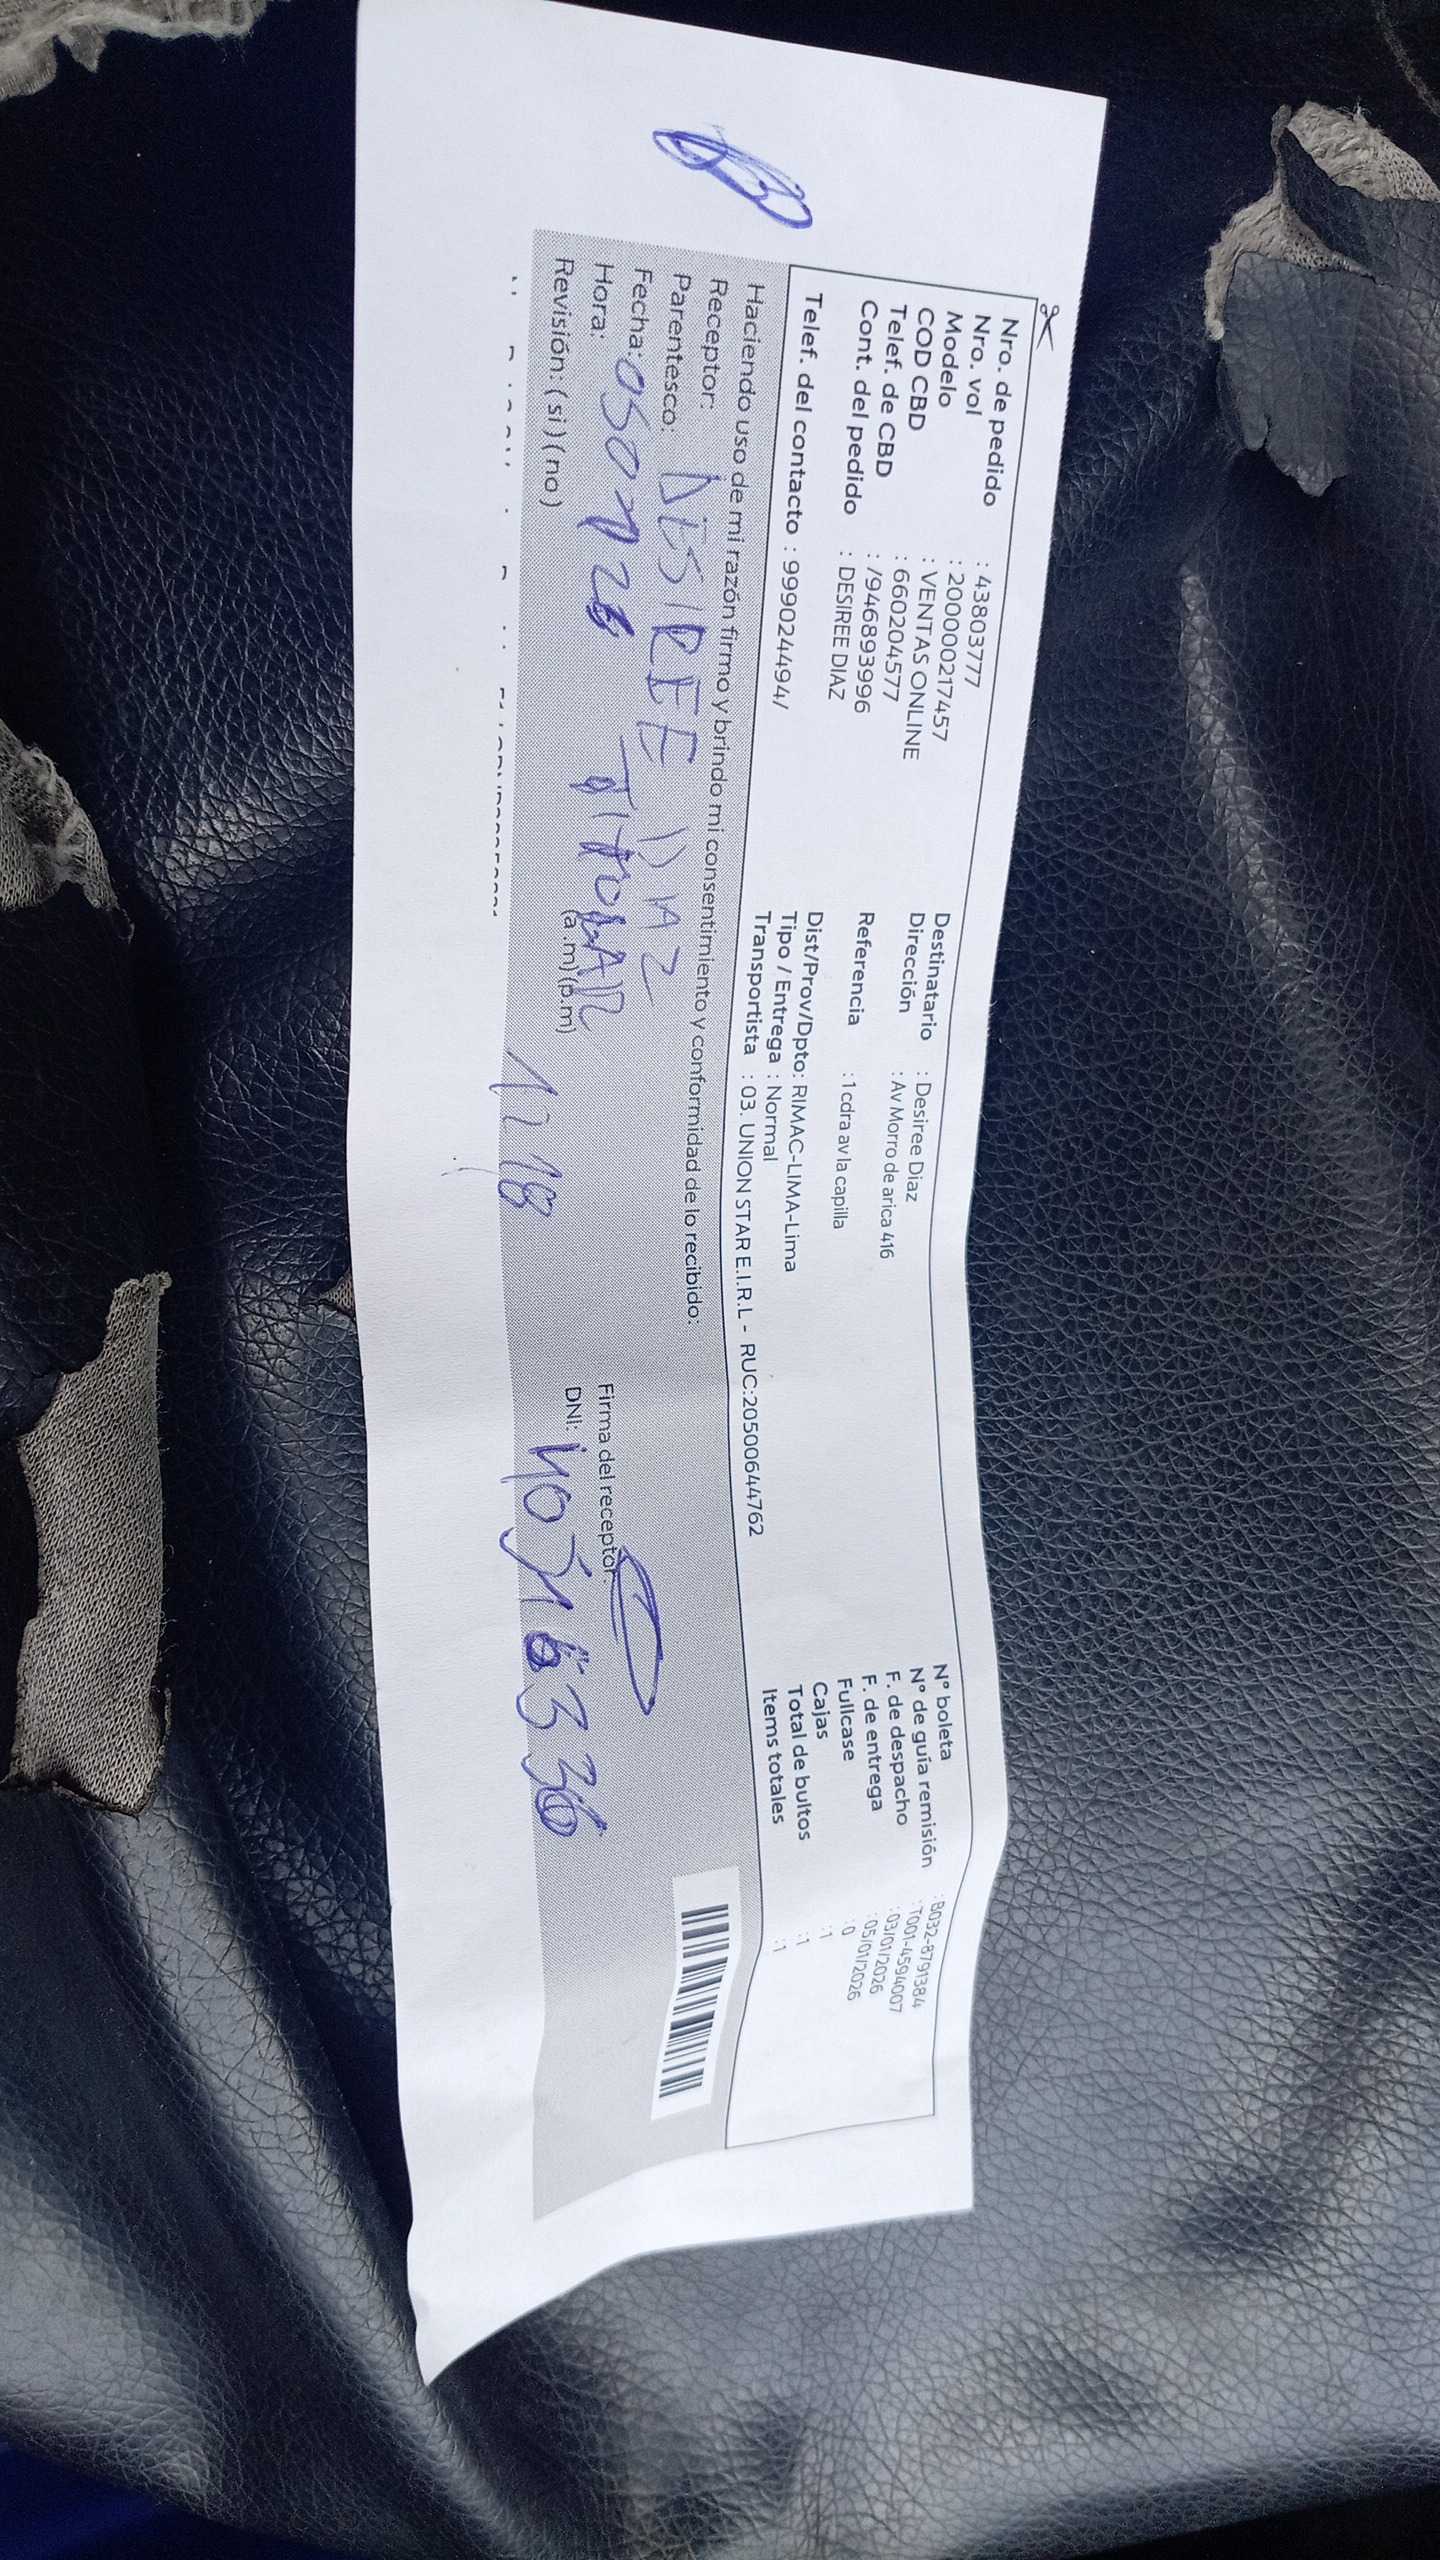 Nro. de pedido : 43803777
Nro. vol : 2000000217457
Modelo : VENTAS ONLINE
COD CBD : 660204577
Telef. de CBD : /946893996
Cont. del pedido : DESIREE DIAZ
Telef. del contacto : 999024494/
Destinatario : Desiree Diaz
Dirección : Av Morro de arica 416
Referencia : 1 cdra av la capilla
Dist/Prov/Dpto: RIMAC-LIMA-Lima
Tipo / Entrega : Normal
Transportista : 03. UNION STAR E.I.R.L - RUC:20500644762
N° boleta : B032-8791384
N° de guía remisión : T001-4594007
F. de despacho : 03/01/2026
F. de entrega : 05/01/2026
Fullcase : 0
Cajas : 1
Total de bultos : 1
Items totales : 1
Haciendo uso de mi razón firmo y brindo mi consentimiento y conformidad de lo recibido:
Receptor: DESIREE DIAZ
Parentesco: TITULAR
Fecha: 050126
Hora: 1218 (a.m) (p.m)
Revisión: (si) (no)
Firma del receptor
DNI: